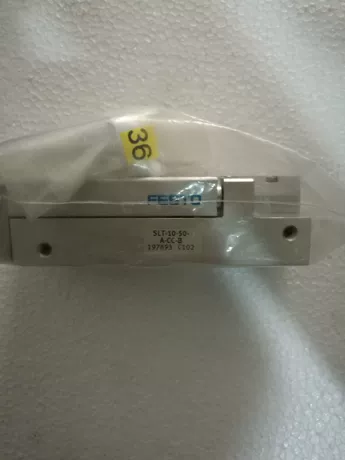 36
FESTO
SLT-10-50-
A-CC-B
197893 C102